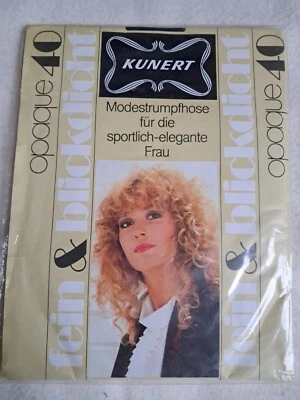 KUNERT
Modestrumpfhose
für die
sportlich-elegante
Frau
opaque 40
fein & blickdicht
opaque 40
fein & blickdicht